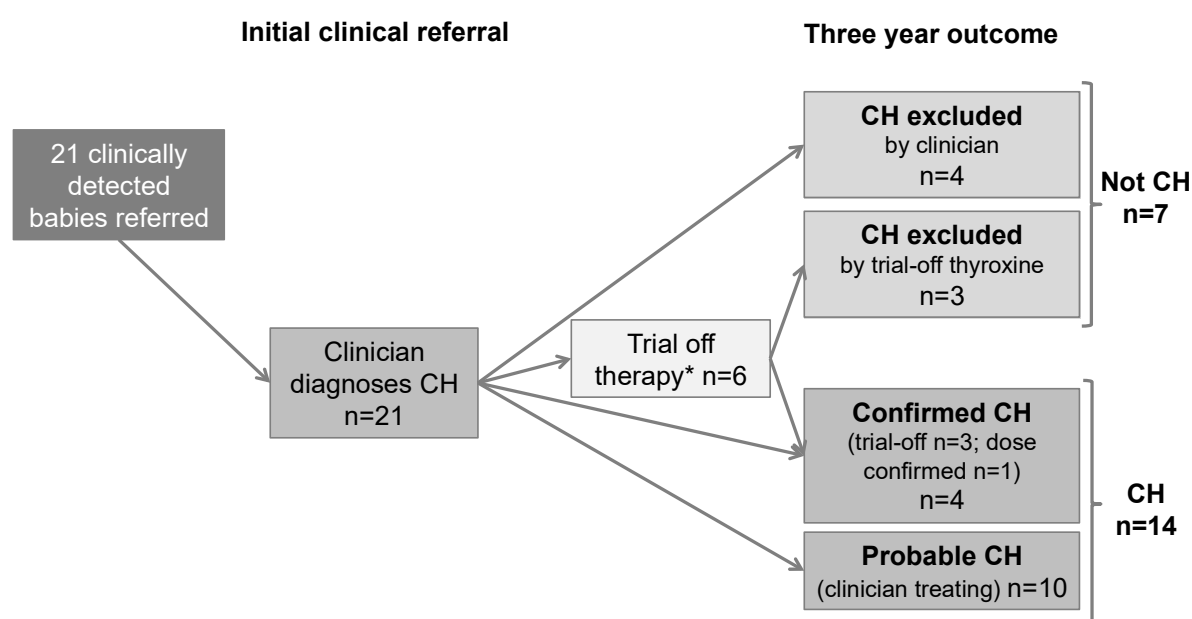 Initial clinical referral
Three year outcome
21 clinically
detected
babies referred
Clinician
diagnoses CH
n=21
Trial off
therapy* n=6
CH excluded
by clinician
n=4
CH excluded
by trial-off thyroxine
n=3
Not CH
n=7
Confirmed CH
(trial-off n=3; dose
confirmed n=1)
n=4
Probable CH
(clinician treating) n=10
CH
n=14